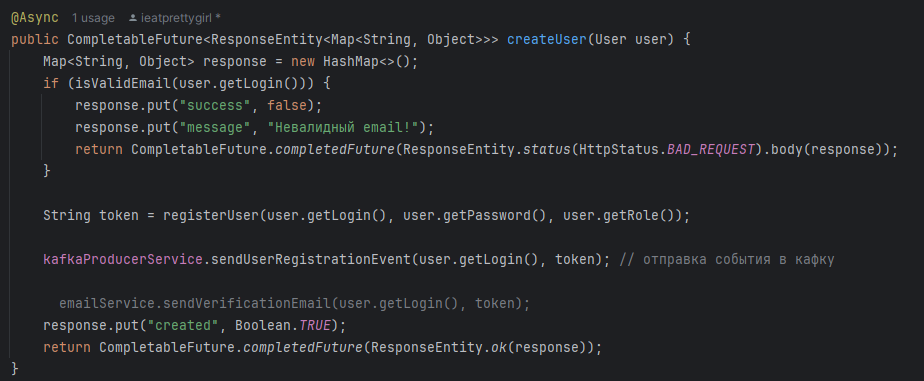 @Async 1 usage ieatprettygirl *
public CompletableFuture<ResponseEntity<Map<String, Object>>> createUser(User user) {
    Map<String, Object> response = new HashMap<>();
    if (isValidEmail(user.getLogin())) {
        response.put("success", false);
        response.put("message", "Невалидный email!");
        return CompletableFuture.completedFuture(ResponseEntity.status(HttpStatus.BAD_REQUEST).body(response));
    }
    String token = registerUser(user.getLogin(), user.getPassword(), user.getRole());
    kafkaProducerService.sendUserRegistrationEvent(user.getLogin(), token); // отправка события в кафку
      emailService.sendVerificationEmail(user.getLogin(), token);
    response.put("created", Boolean.TRUE);
    return CompletableFuture.completedFuture(ResponseEntity.ok(response));
}